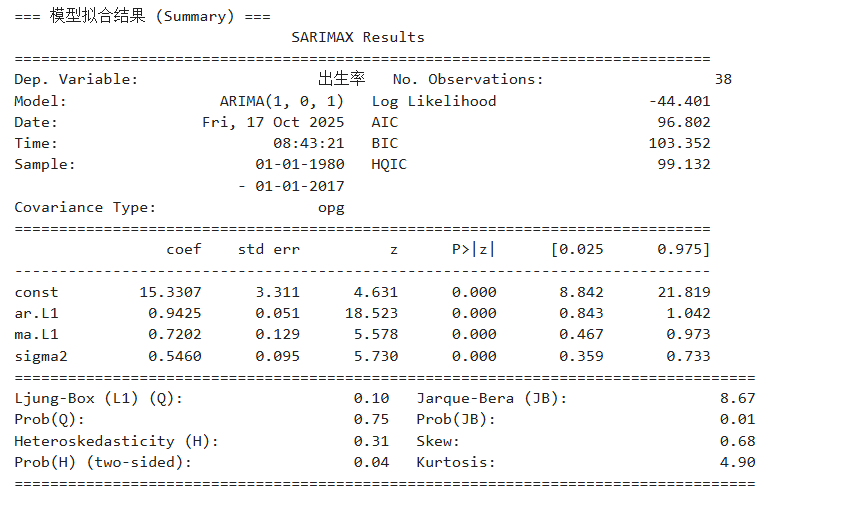 === 模型拟合结果 (Summary) ===
                               SARIMAX Results
==============================================================================
Dep. Variable:                    出生率   No. Observations:                   38
Model:                 ARIMA(1, 0, 1)   Log Likelihood                 -44.401
Date:                Fri, 17 Oct 2025   AIC                             96.802
Time:                        08:43:21   BIC                            103.352
Sample:                    01-01-1980   HQIC                            99.132
                         - 01-01-2017
Covariance Type:                  opg
==============================================================================
                 coef    std err          z      P>|z|      [0.025      0.975]
------------------------------------------------------------------------------
const         15.3307      3.311      4.631      0.000       8.842      21.819
ar.L1          0.9425      0.051     18.523      0.000       0.843       1.042
ma.L1          0.7202      0.129      5.578      0.000       0.467       0.973
sigma2         0.5460      0.095      5.730      0.000       0.359       0.733
===================================================================================
Ljung-Box (L1) (Q):                   0.10   Jarque-Bera (JB):                 8.67
Prob(Q):                              0.75   Prob(JB):                         0.01
Heteroskedasticity (H):               0.31   Skew:                             0.68
Prob(H) (two-sided):                  0.04   Kurtosis:                         4.90
===================================================================================